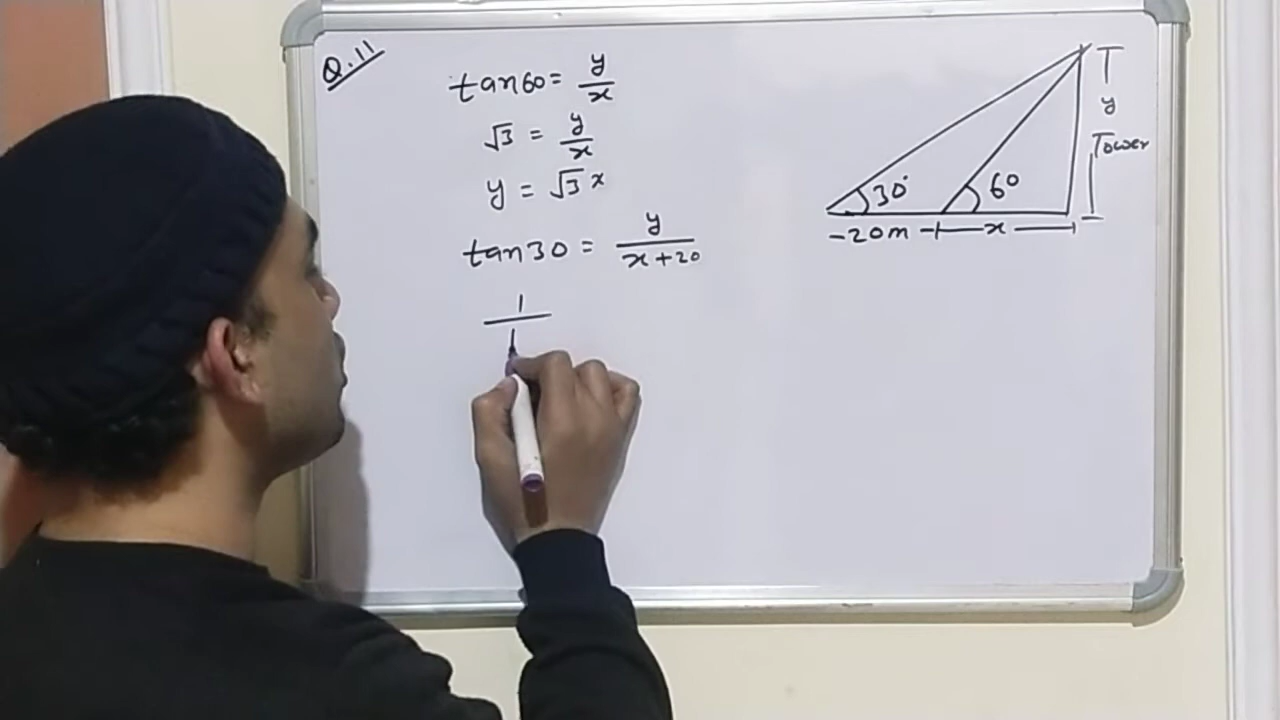 Q.11
tan60 = y/x
√3 = y/x
y = √3 x
tan30 = y/x+20
1
30°
60
-20m
x
T
y
Tower